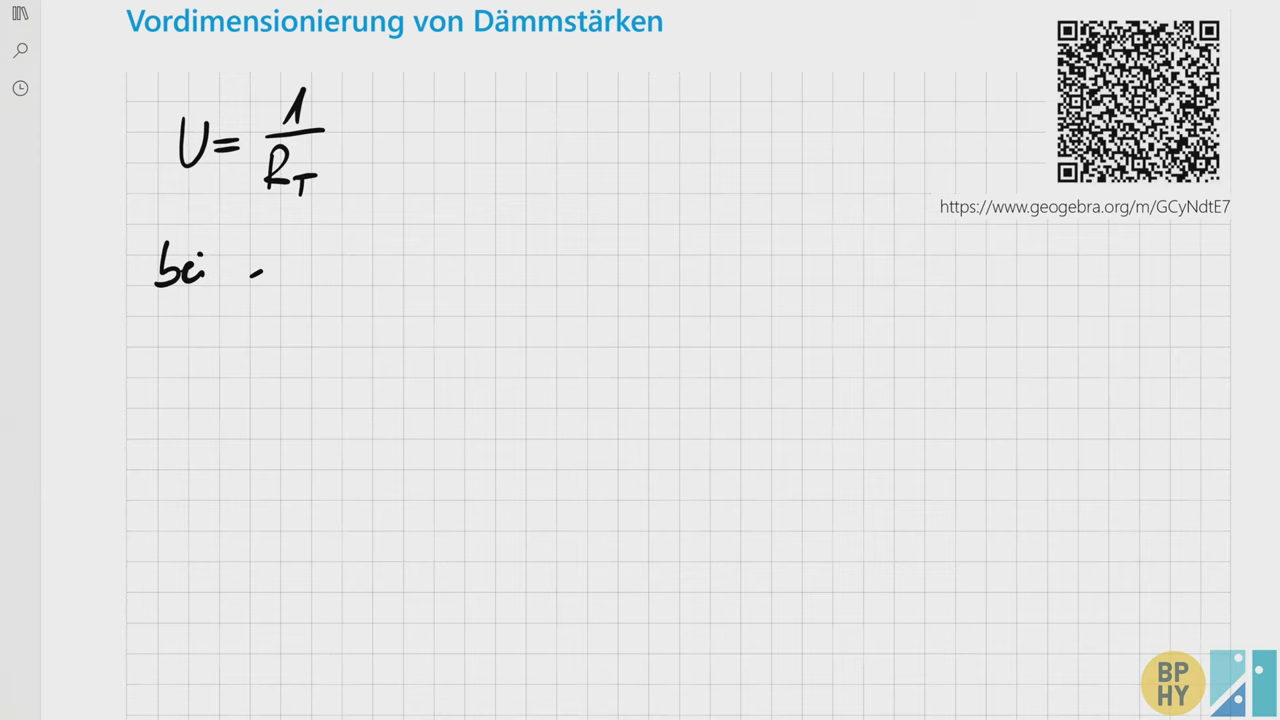 Vordimensionierung von Dämmstärken
U = 1/R_T
https://www.geogebra.org/m/GCyNdtE7
bei
BP
HY